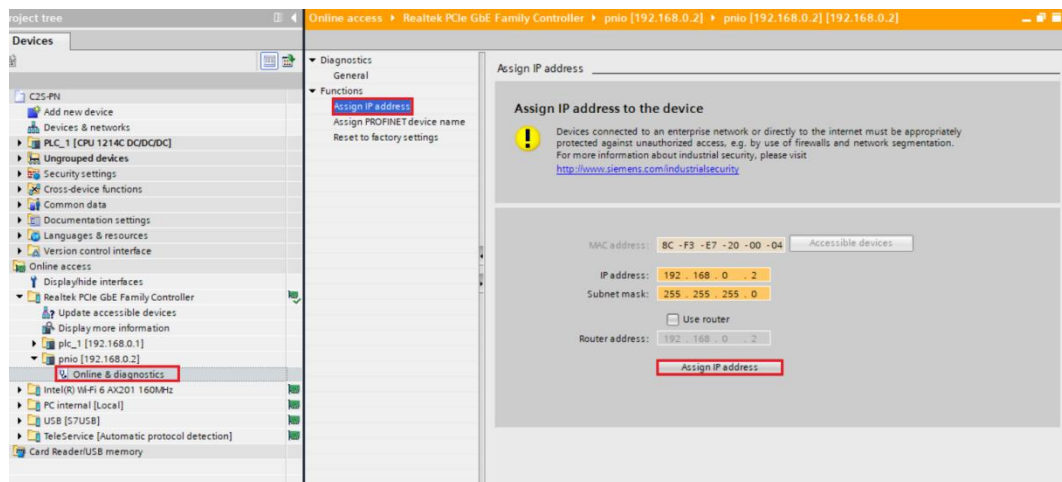 roject tree
Online access ▸ Realtek PCIe GbE Family Controller ▸ pnio [192.168.0.2] ▸ pnio [192.168.0.2] [192.168.0.2]
Devices
C2S-PN
Add new device
Devices & networks
PLC_1 [CPU 1214C DC/DC/DC]
Ungrouped devices
Security settings
Cross-device functions
Common data
Documentation settings
Languages & resources
Version control interface
Online access
Display/hide interfaces
Realtek PCIe GbE Family Controller
Update accessible devices
Display more information
plc_1 [192.168.0.1]
pnio [192.168.0.2]
Online & diagnostics
Intel(R) Wi-Fi 6 AX201 160MHz
PC internal [Local]
USB [S7USB]
TeleService [Automatic protocol detection]
Card Reader/USB memory
Diagnostics
General
Functions
Assign IP address
Assign PROFINET device name
Reset to factory settings
Assign IP address
Assign IP address to the device
Devices connected to an enterprise network or directly to the internet must be appropriately
protected against unauthorized access, e.g. by use of firewalls and network segmentation.
For more information about industrial security, please visit
http://www.siemens.com/industrialsecurity
MAC address: 8C -F3 -E7 -20 -00 -04 Accessible devices
IP address: 192 . 168 . 0 . 2
Subnet mask: 255 . 255 . 255 . 0
Use router
Router address: 192 . 168 . 0 . 2
Assign IP address